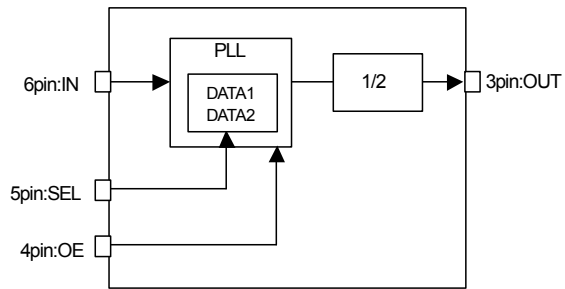 PLL
6pin:IN
DATA1
DATA2
1/2
3pin:OUT
5pin:SEL
4pin:OE